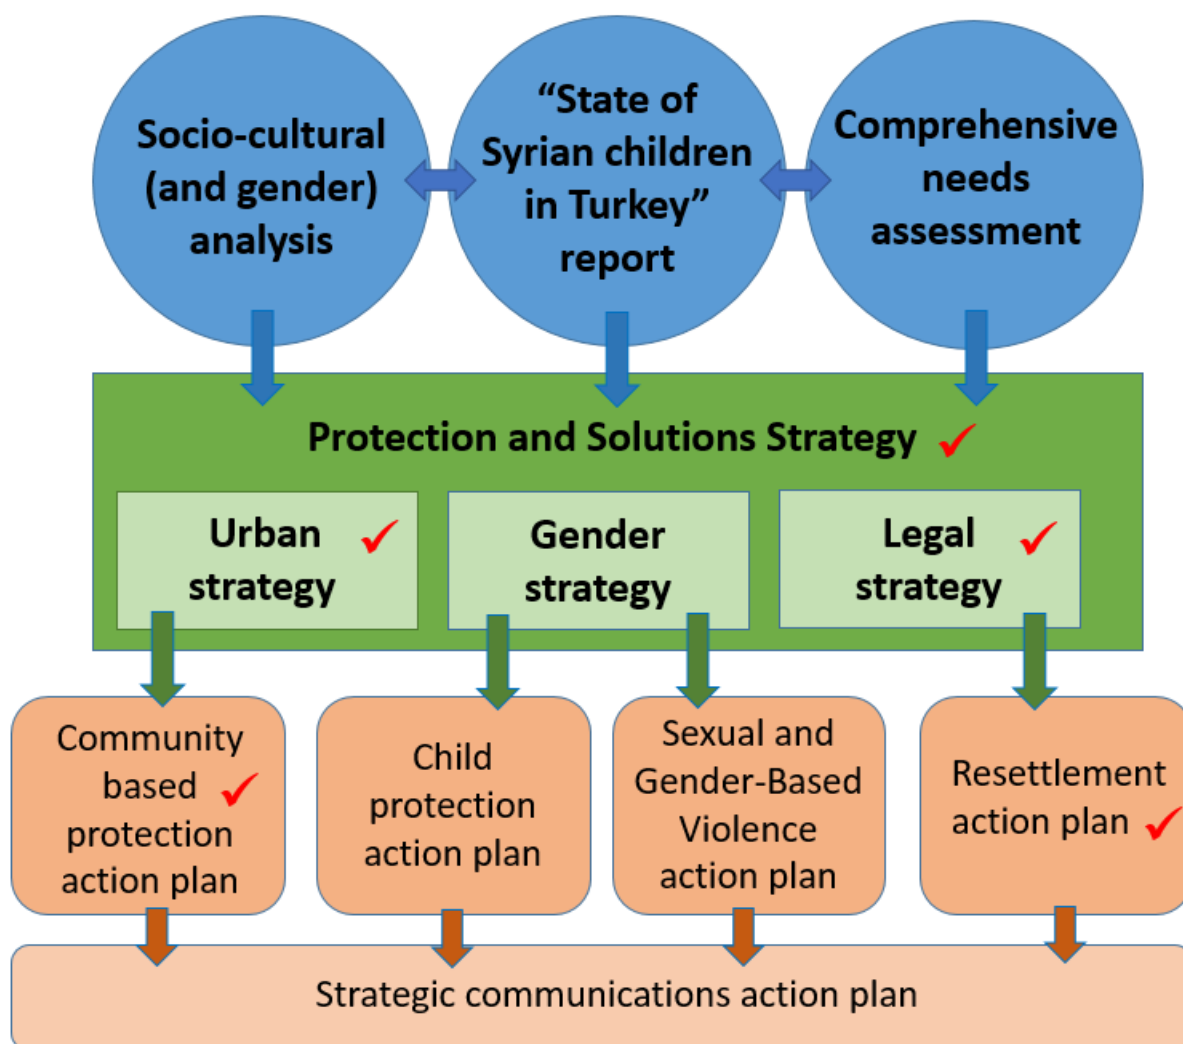 Socio-cultural
(and gender)
analysis
“State of
Syrian children
in Turkey”
report
Comprehensive
needs
assessment
Protection and Solutions Strategy
Urban
strategy
Gender
strategy
Legal
strategy
Community
based
protection
action plan
Child
protection
action plan
Sexual and
Gender-Based
Violence
action plan
Resettlement
action plan
Strategic communications action plan